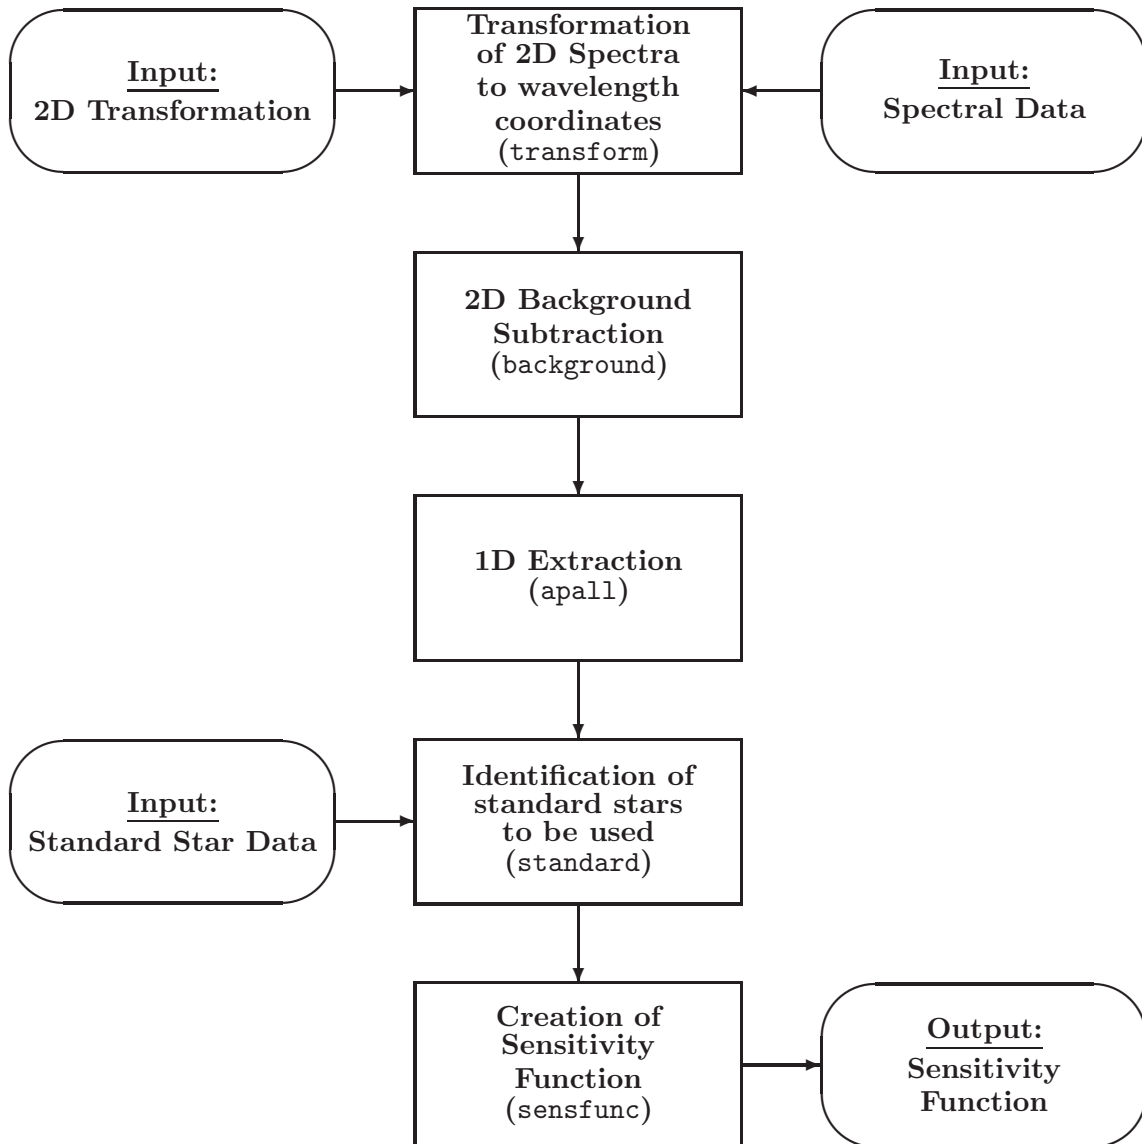 Input:
2D Transformation
Transformation
of 2D Spectra
to wavelength
coordinates
(transform)
Input:
Spectral Data
2D Background
Subtraction
(background)
1D Extraction
(apall)
Input:
Standard Star Data
Identification of
standard stars
to be used
(standard)
Creation of
Sensitivity
Function
(sensfunc)
Output:
Sensitivity
Function